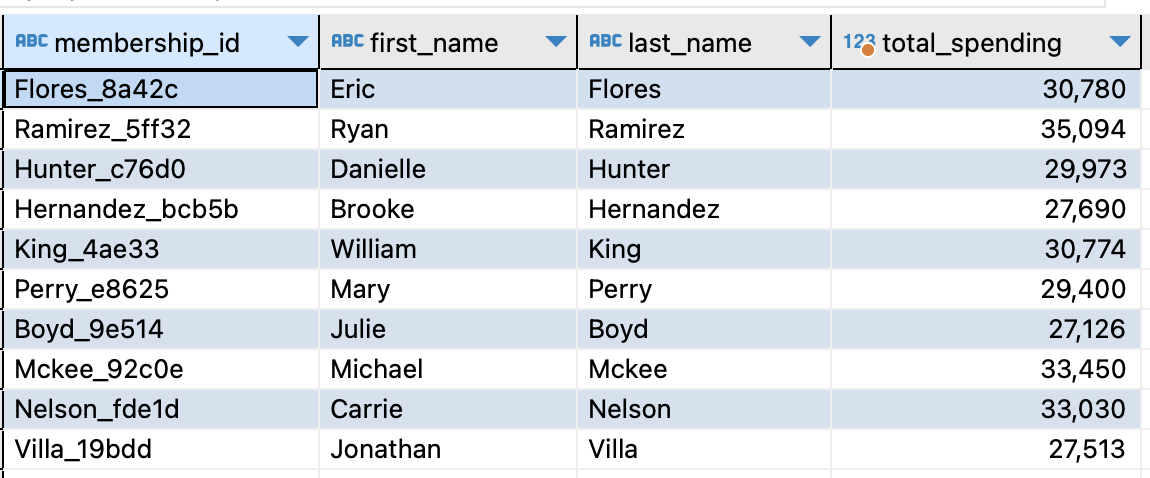 ABC membership_id ABC first_name ABC last_name 123 total_spending
Flores_8a42c Eric Flores 30,780
Ramirez_5ff32 Ryan Ramirez 35,094
Hunter_c76d0 Danielle Hunter 29,973
Hernandez_bcb5b Brooke Hernandez 27,690
King_4ae33 William King 30,774
Perry_e8625 Mary Perry 29,400
Boyd_9e514 Julie Boyd 27,126
Mckee_92c0e Michael Mckee 33,450
Nelson_fde1d Carrie Nelson 33,030
Villa_19bdd Jonathan Villa 27,513